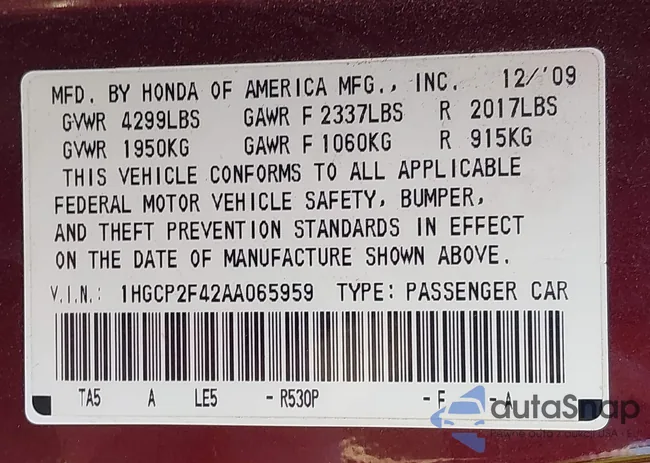 MFD. BY HONDA OF AMERICA MFG., INC. 12/'09
GVWR 4299LBS GAWR F 2337LBS R 2017LBS
GVWR 1950KG GAWR F 1060KG R 915KG
THIS VEHICLE CONFORMS TO ALL APPLICABLE
FEDERAL MOTOR VEHICLE SAFETY, BUMPER,
AND THEFT PREVENTION STANDARDS IN EFFECT
ON THE DATE OF MANUFACTURE SHOWN ABOVE.
V.I.N.: 1HGCP2F42AA065959 TYPE: PASSENGER CAR
TA5 A LE5 -R530P -F -A
autaSnap